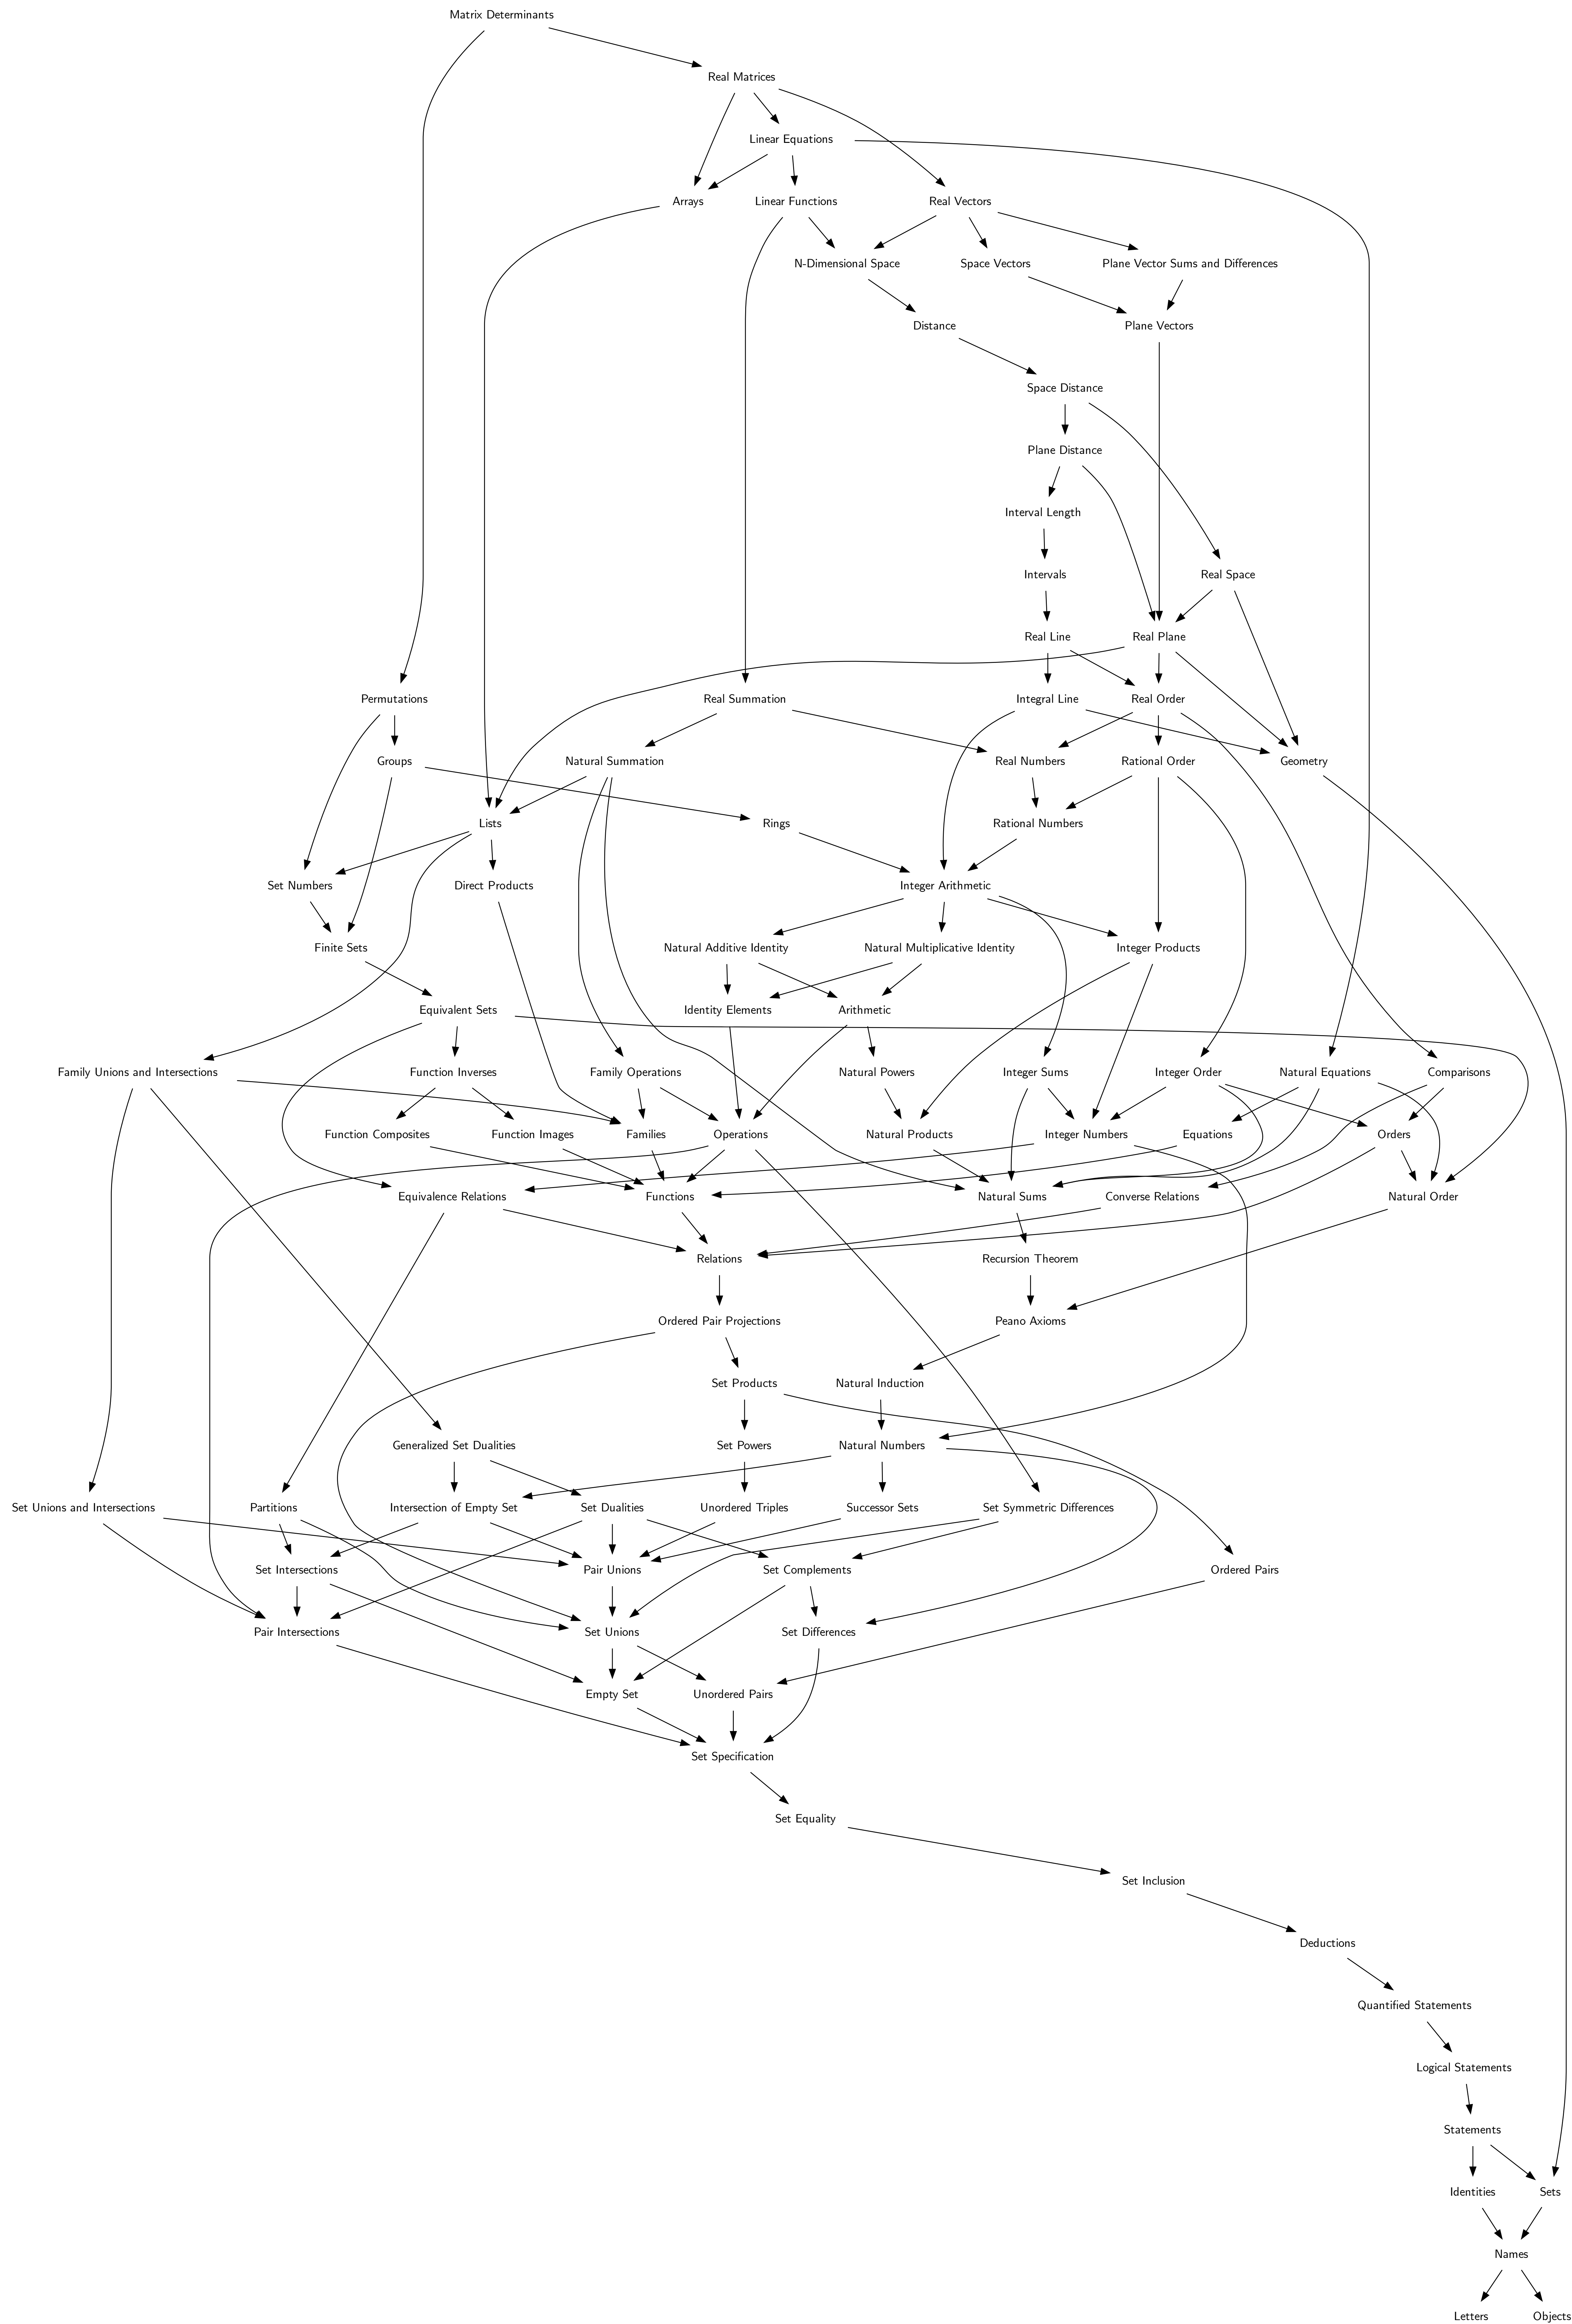 Matrix Determinants
Real Matrices
Linear Equations
Arrays
Linear Functions
Real Vectors
N-Dimensional Space
Space Vectors
Plane Vector Sums and Differences
Distance
Plane Vectors
Space Distance
Plane Distance
Interval Length
Intervals
Real Space
Real Line
Real Plane
Permutations
Real Summation
Integral Line
Real Order
Groups
Natural Summation
Real Numbers
Rational Order
Geometry
Lists
Rings
Rational Numbers
Set Numbers
Direct Products
Integer Arithmetic
Finite Sets
Natural Additive Identity
Natural Multiplicative Identity
Integer Products
Equivalent Sets
Identity Elements
Arithmetic
Family Unions and Intersections
Function Inverses
Family Operations
Natural Powers
Integer Sums
Integer Order
Natural Equations
Comparisons
Function Composites
Function Images
Families
Operations
Natural Products
Integer Numbers
Equations
Orders
Equivalence Relations
Functions
Natural Sums
Converse Relations
Natural Order
Relations
Recursion Theorem
Ordered Pair Projections
Peano Axioms
Set Products
Natural Induction
Generalized Set Dualities
Set Powers
Natural Numbers
Set Unions and Intersections
Partitions
Intersection of Empty Set
Set Dualities
Unordered Triples
Successor Sets
Set Symmetric Differences
Set Intersections
Pair Unions
Set Complements
Ordered Pairs
Pair Intersections
Set Unions
Set Differences
Empty Set
Unordered Pairs
Set Specification
Set Equality
Set Inclusion
Deductions
Quantified Statements
Logical Statements
Statements
Identities
Sets
Names
Letters
Objects